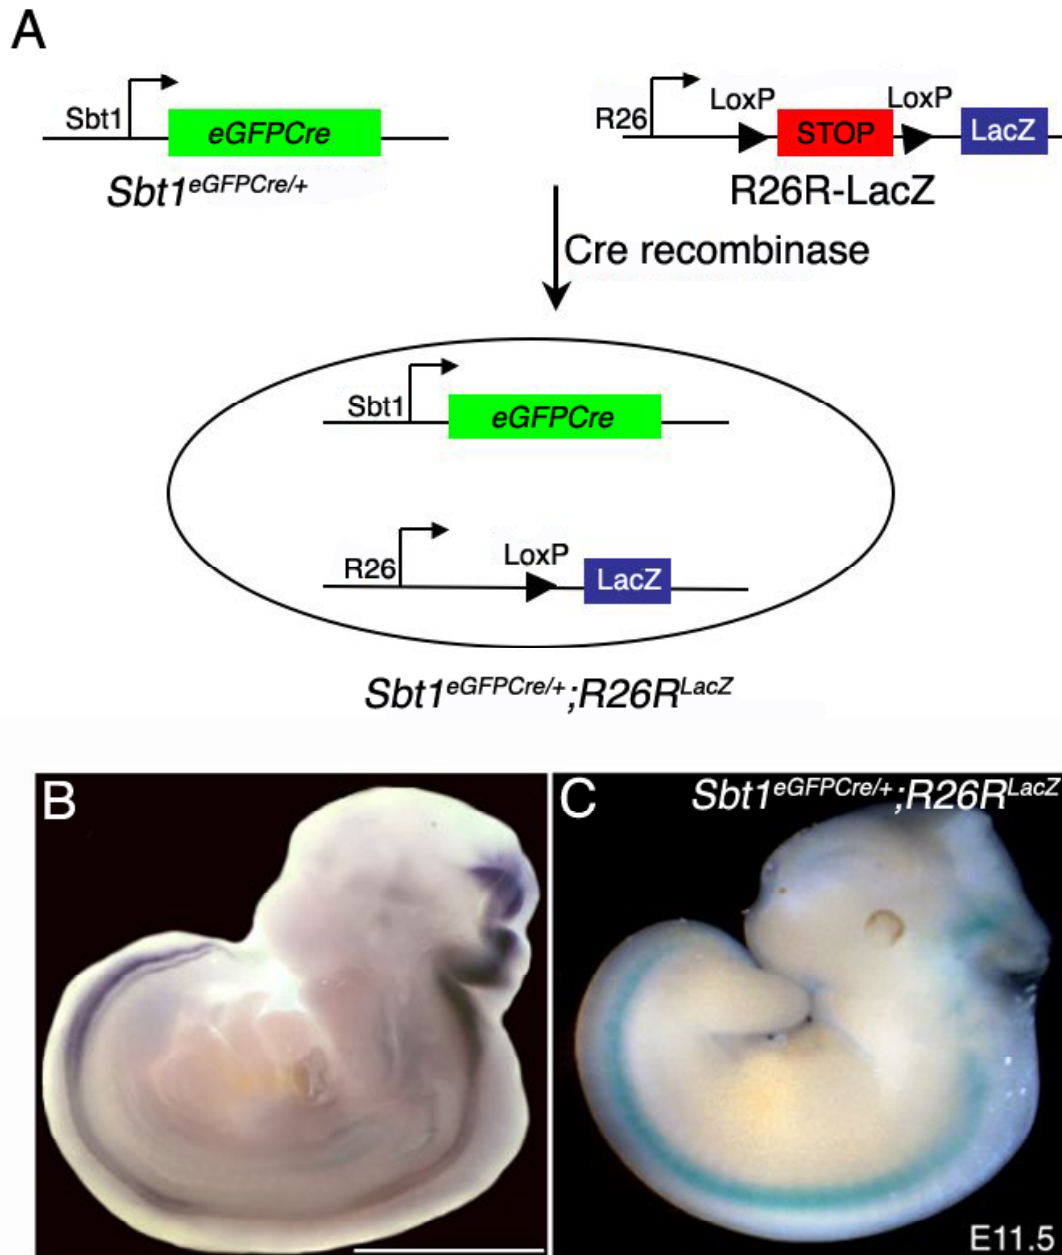 A
Sbt1
eGFPCre
Sbt1eGFPCre/+
R26
LoxP
STOP
LoxP
LacZ
R26R-LacZ
Cre recombinase
Sbt1
eGFPCre
R26
LoxP
LacZ
Sbt1eGFPCre/+;R26RLacZ
B
C
Sbt1eGFPCre/+;R26RLacZ
E11.5